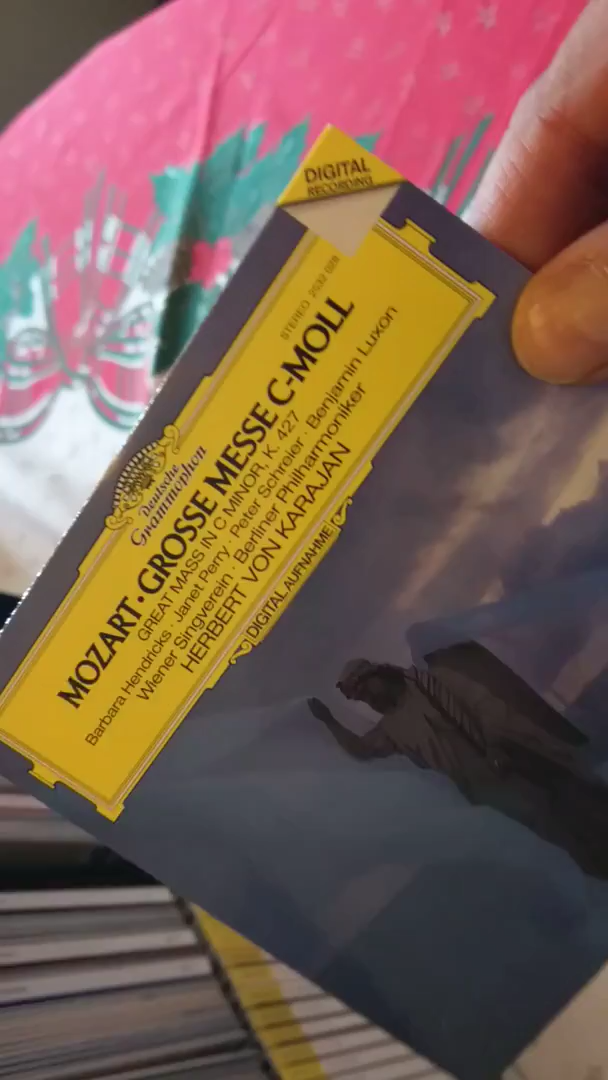 DIGITAL
RECORDING
STEREO 2532 028
Deutsche
Grammophon
MOZART · GROSSE MESSE C-MOLL
GREAT MASS IN C MINOR, K. 427
Barbara Hendricks · Janet Perry · Peter Schreier · Benjamin Luxon
Wiener Singverein · Berliner Philharmoniker
HERBERT VON KARAJAN
DIGITAL AUFNAHME